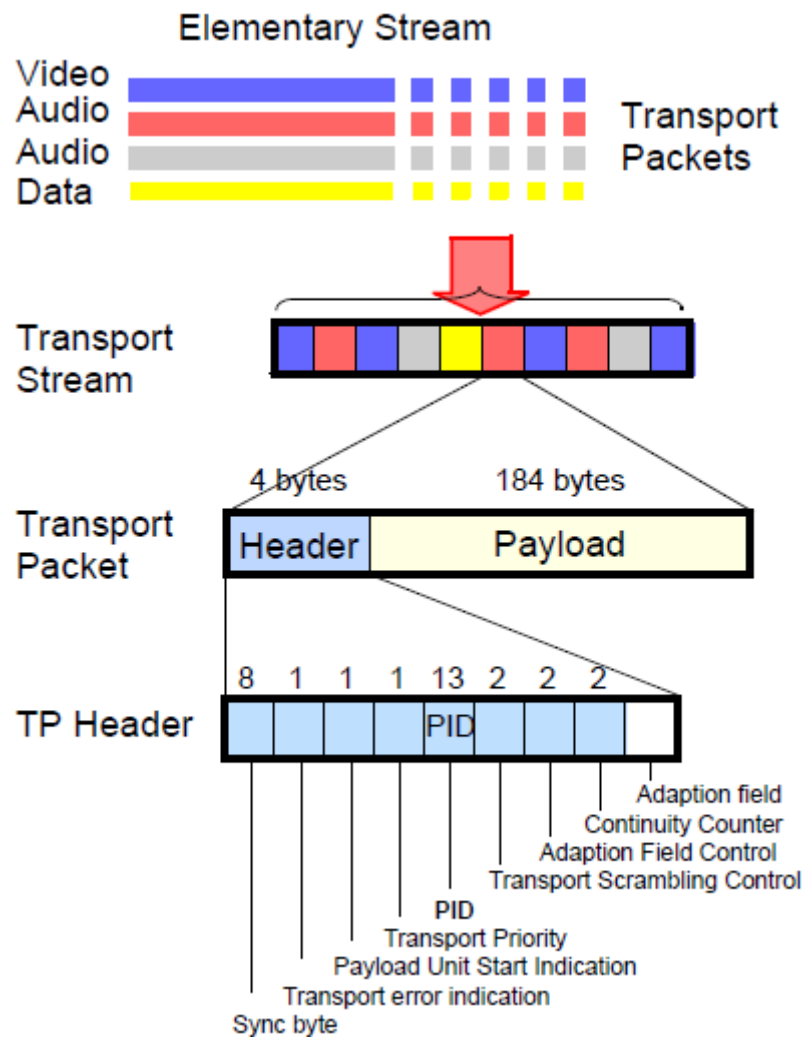 Elementary Stream
Video
Audio
Audio
Data
Transport
Packets
Transport
Stream
4 bytes
184 bytes
Transport
Packet
Header
Payload
8 1 1 1 13 2 2 2
TP Header
PID
Adaption field
Continuity Counter
Adaption Field Control
Transport Scrambling Control
PID
Transport Priority
Payload Unit Start Indication
Transport error indication
Sync byte